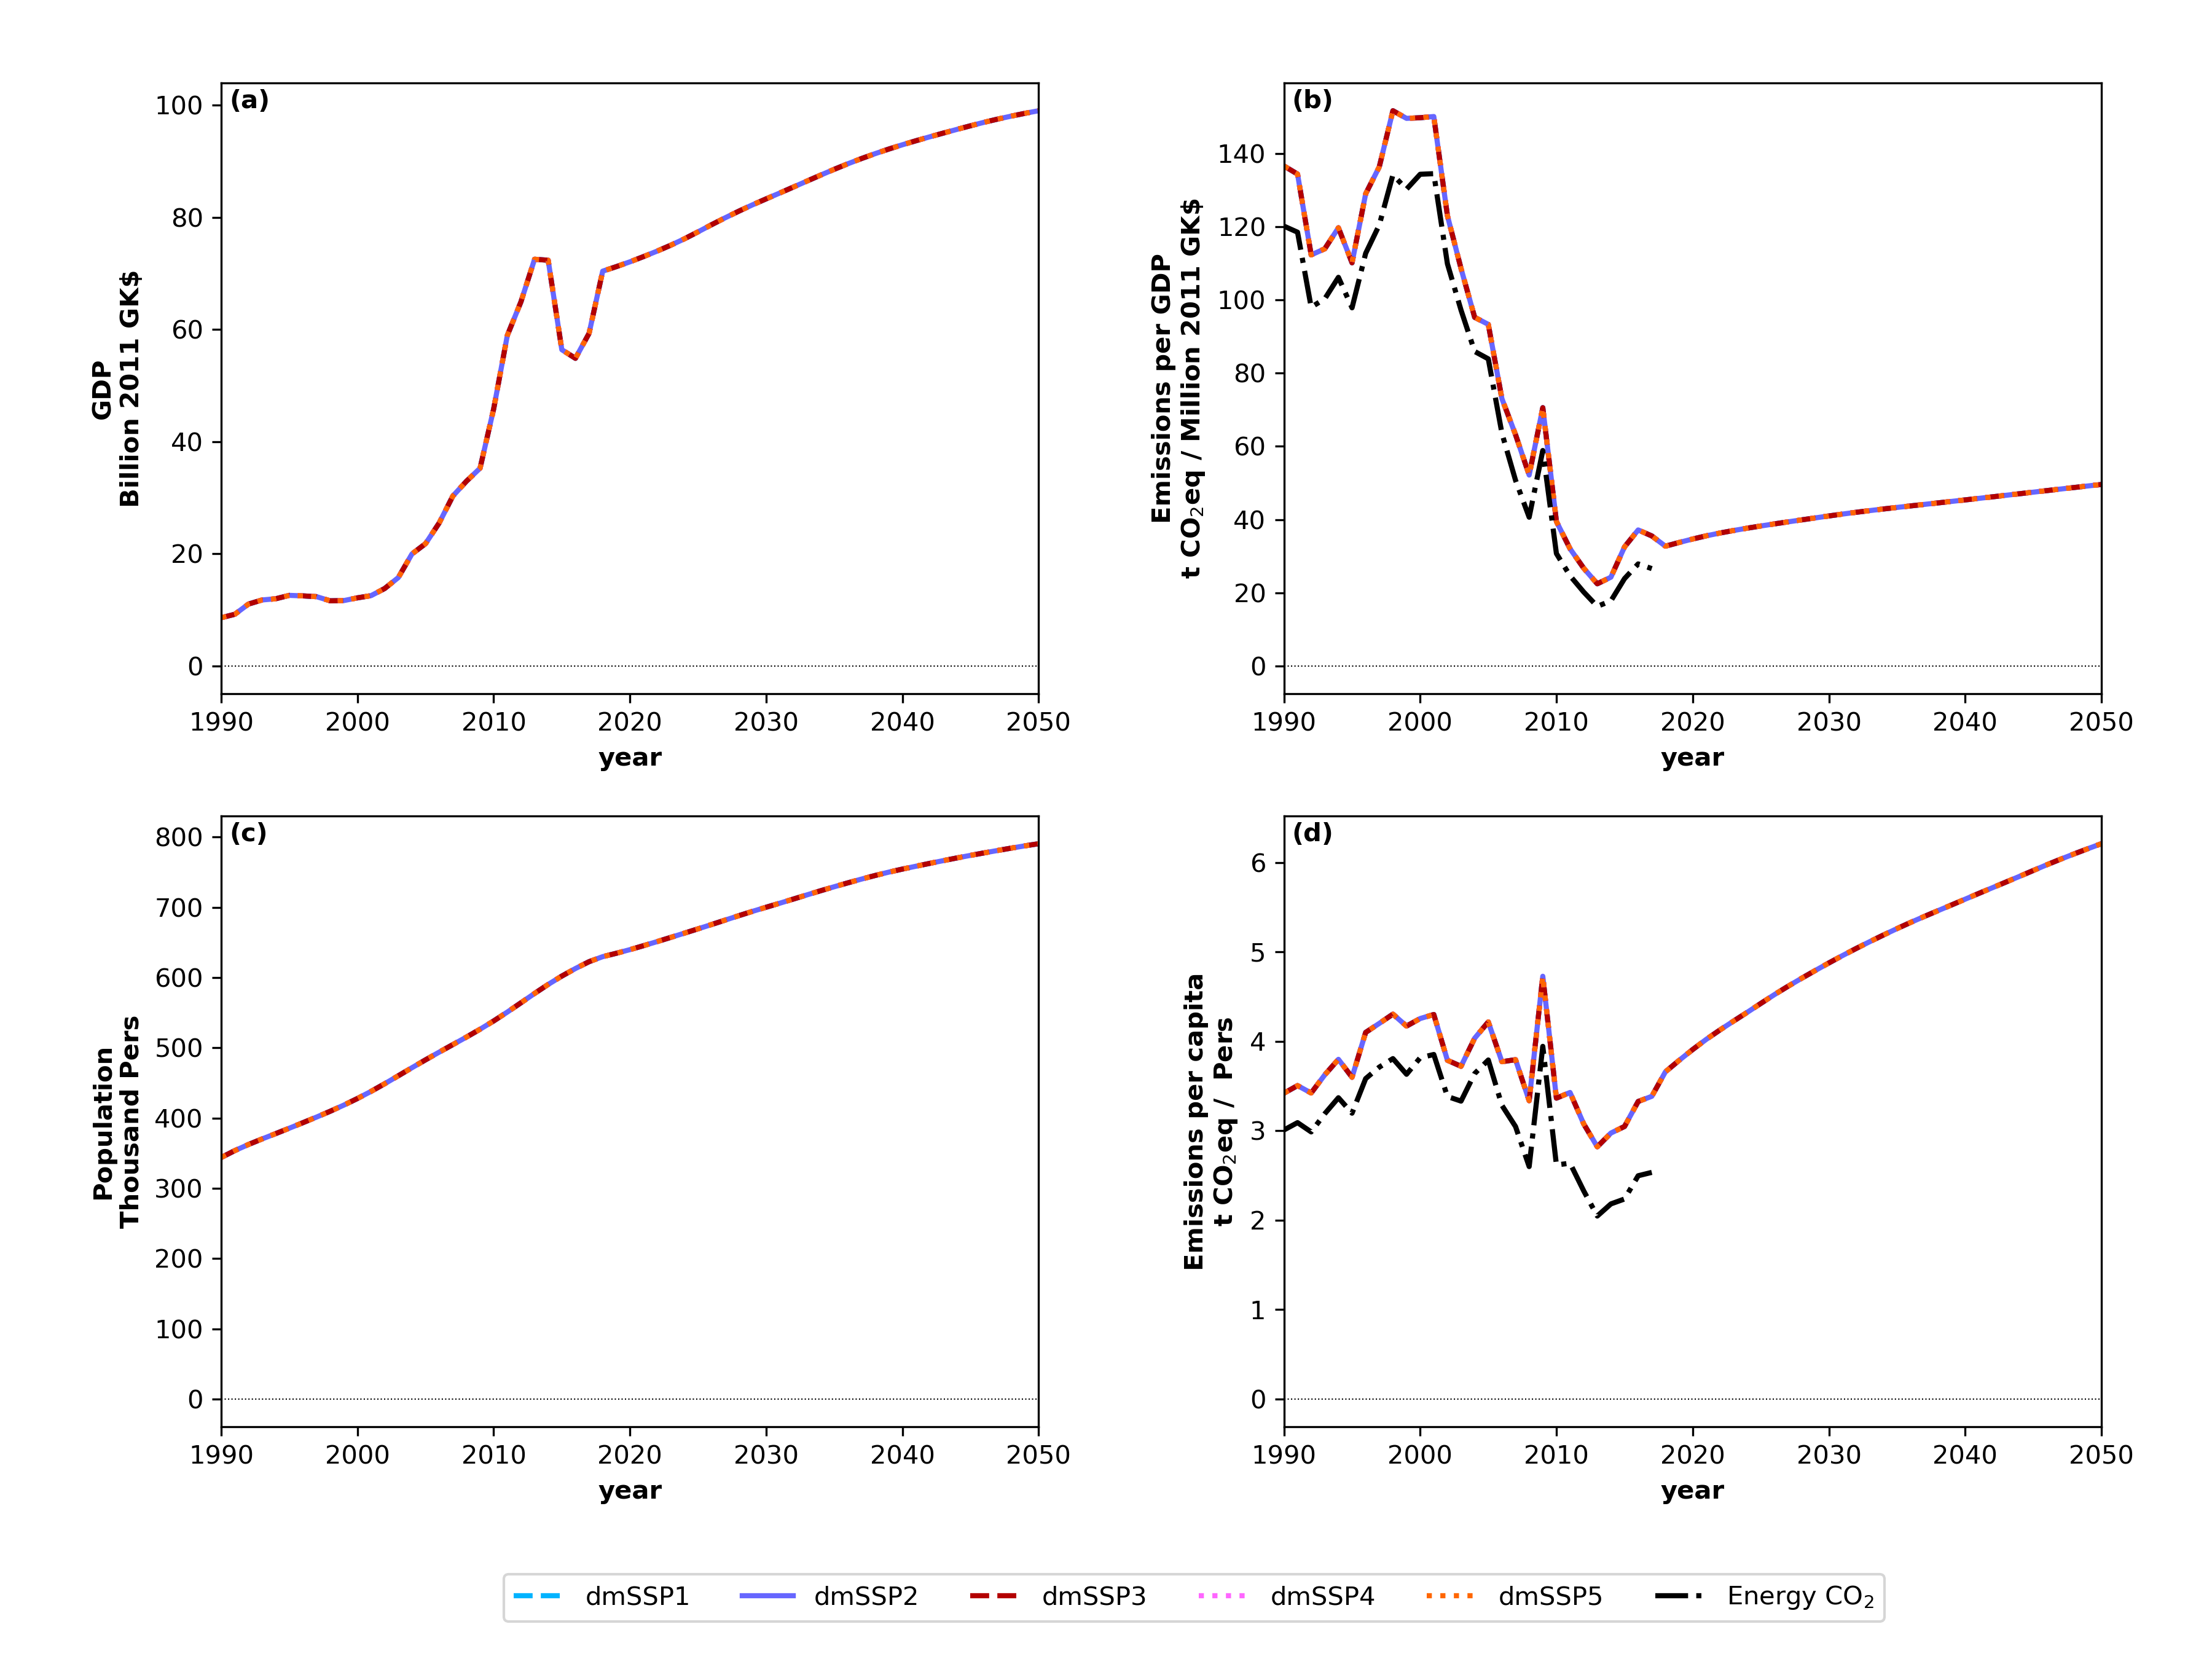 (a)
100
80
60
40
20
0
GDP
Billion 2011 GK$
1990 2000 2010 2020 2030 2040 2050
year
(b)
140
120
100
80
60
40
20
0
Emissions per GDP
t CO₂eq / Million 2011 GK$
1990 2000 2010 2020 2030 2040 2050
year
(c)
800
700
600
500
400
300
200
100
0
Population
Thousand Pers
1990 2000 2010 2020 2030 2040 2050
year
(d)
6
5
4
3
2
1
0
Emissions per capita
t CO₂eq / Pers
1990 2000 2010 2020 2030 2040 2050
year
dmSSP1 dmSSP2 dmSSP3 dmSSP4 dmSSP5 Energy CO₂